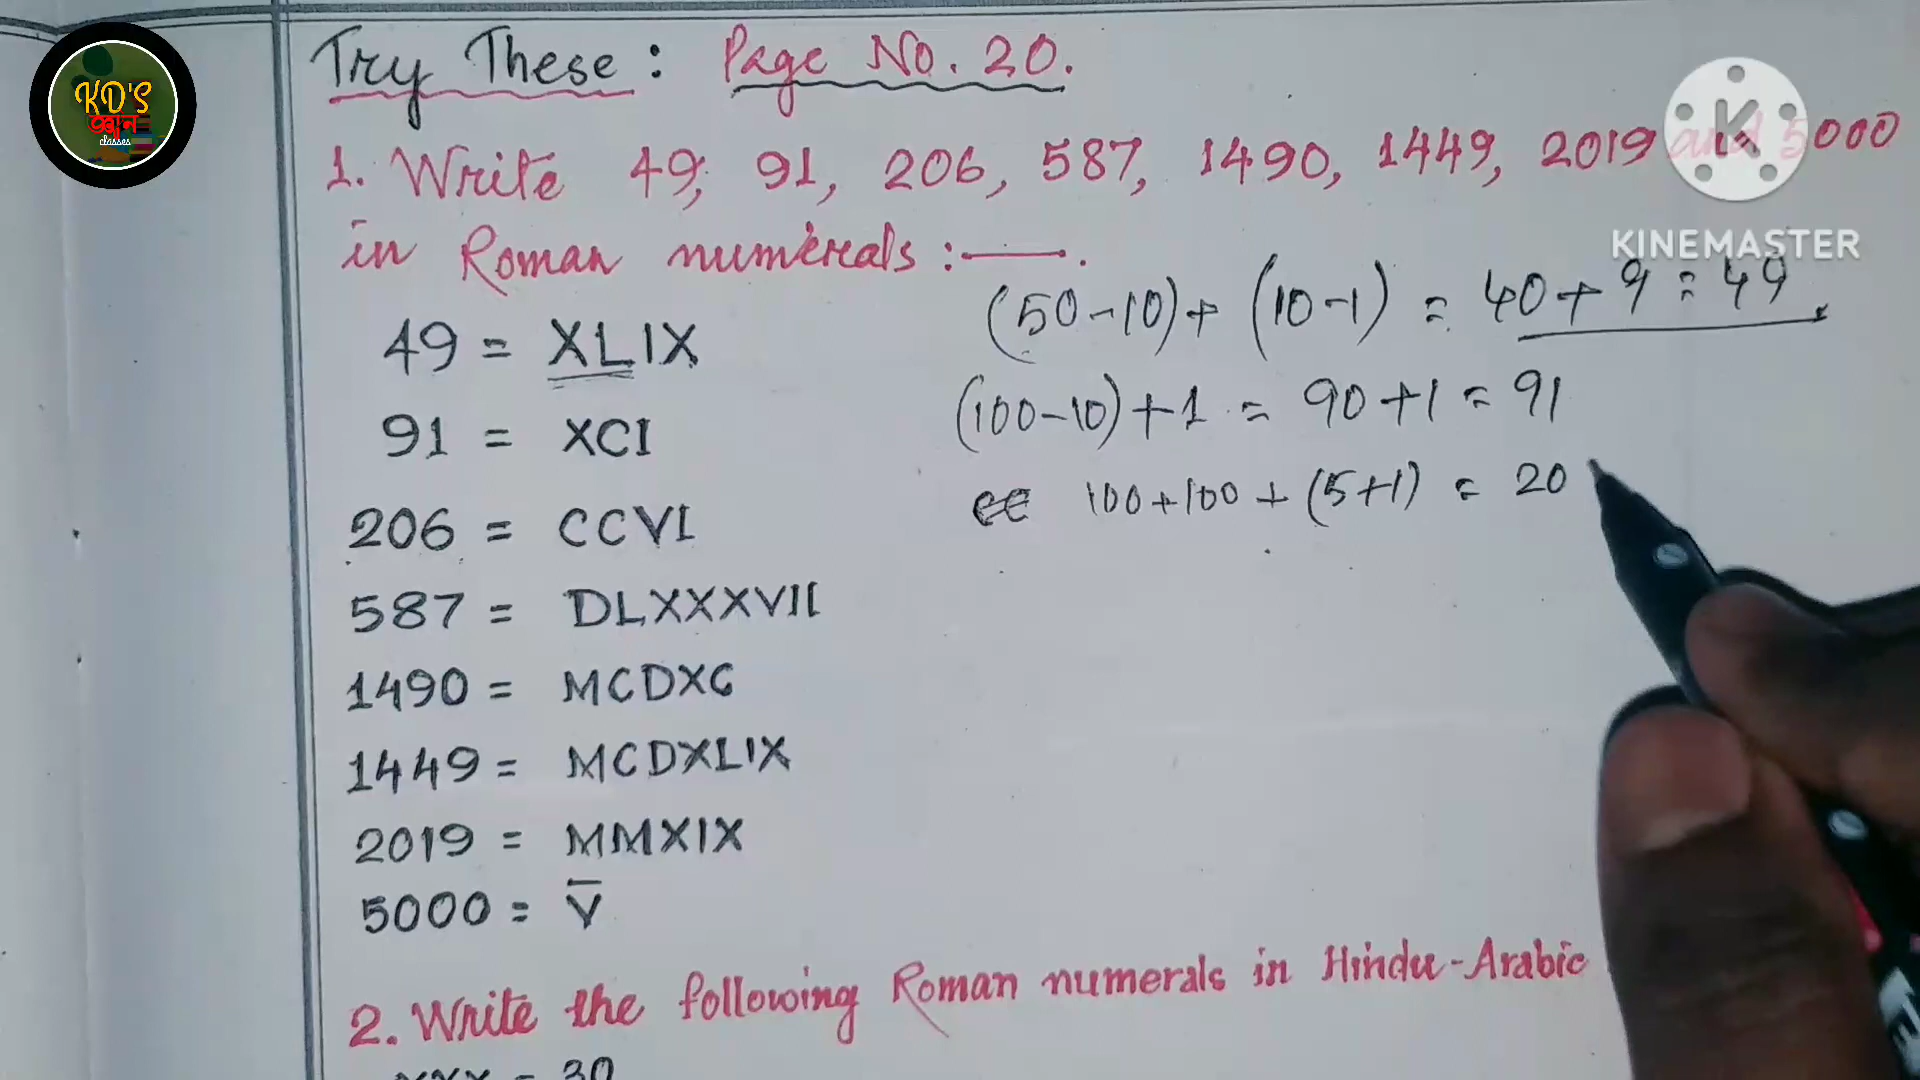 KD'S
জ্ঞান
classes
Try These : Page No. 20.
1. Write 49, 91, 206, 587, 1490, 1449, 2019 and 5000
in Roman numerals :—.
K
KINEMASTER
(50-10)+ (10-1) = 40+9=49
49 = XLIX
(100-10)+1 = 90+1=91
91 = XCI
100+100+(5+1) = 20
206 = CCVI
587 = DLXXXVII
1490 = MCDXC
1449 = MCDXLIX
2019 = MMXIX
5000 = V̅
2. Write the following Roman numerals in Hindu-Arabic
XXX = 30